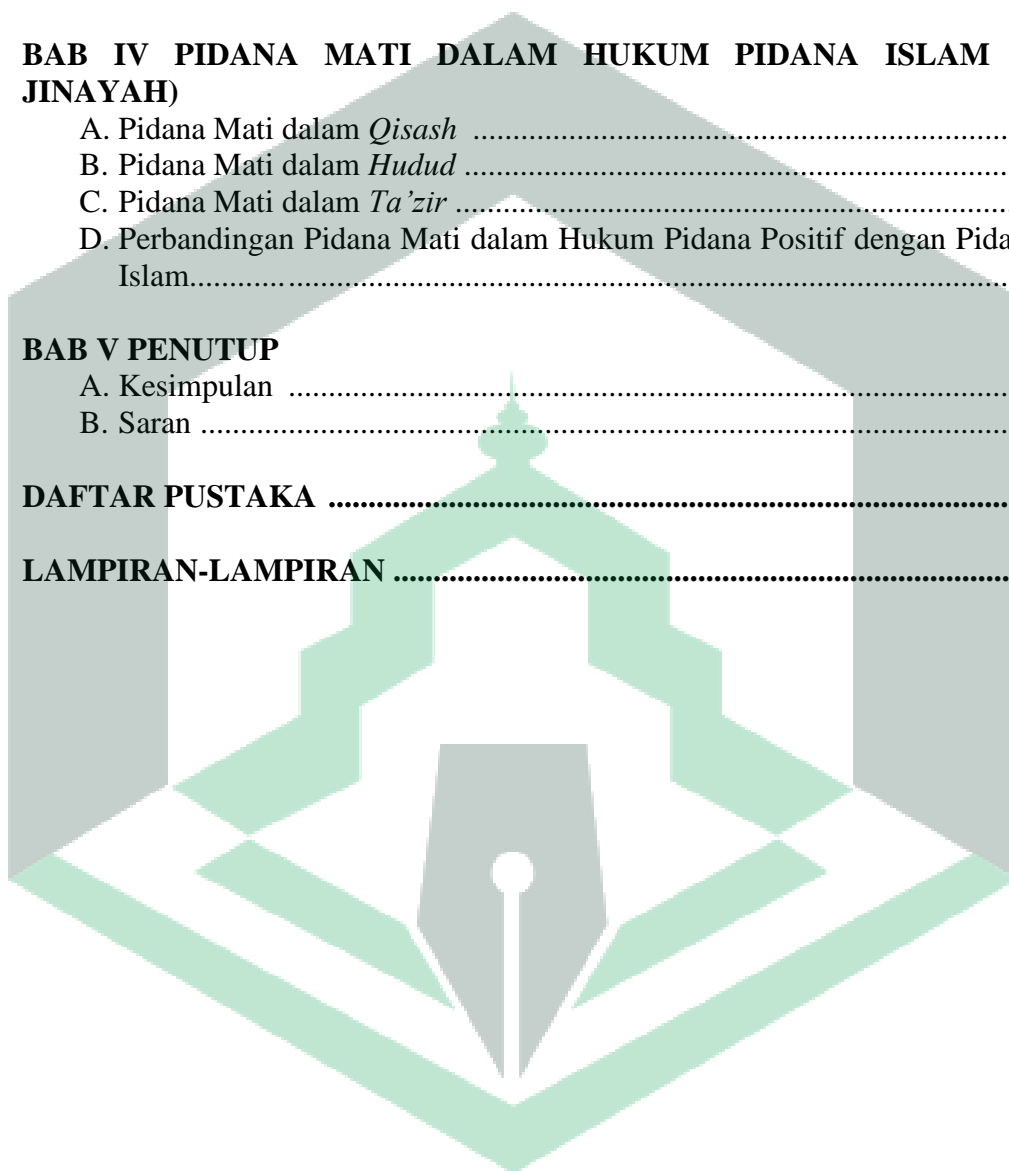 BAB IV PIDANA MATI DALAM HUKUM PIDANA ISLAM
JINAYAH)
A. Pidana Mati dalam Qisash ....................................................................
B. Pidana Mati dalam Hudud ....................................................................
C. Pidana Mati dalam Ta’zir ....................................................................
D. Perbandingan Pidana Mati dalam Hukum Pidana Positif dengan Pida
Islam....................................................................
BAB V PENUTUP
A. Kesimpulan ....................................................................
B. Saran ....................................................................
DAFTAR PUSTAKA ....................................................................
LAMPIRAN-LAMPIRAN ....................................................................